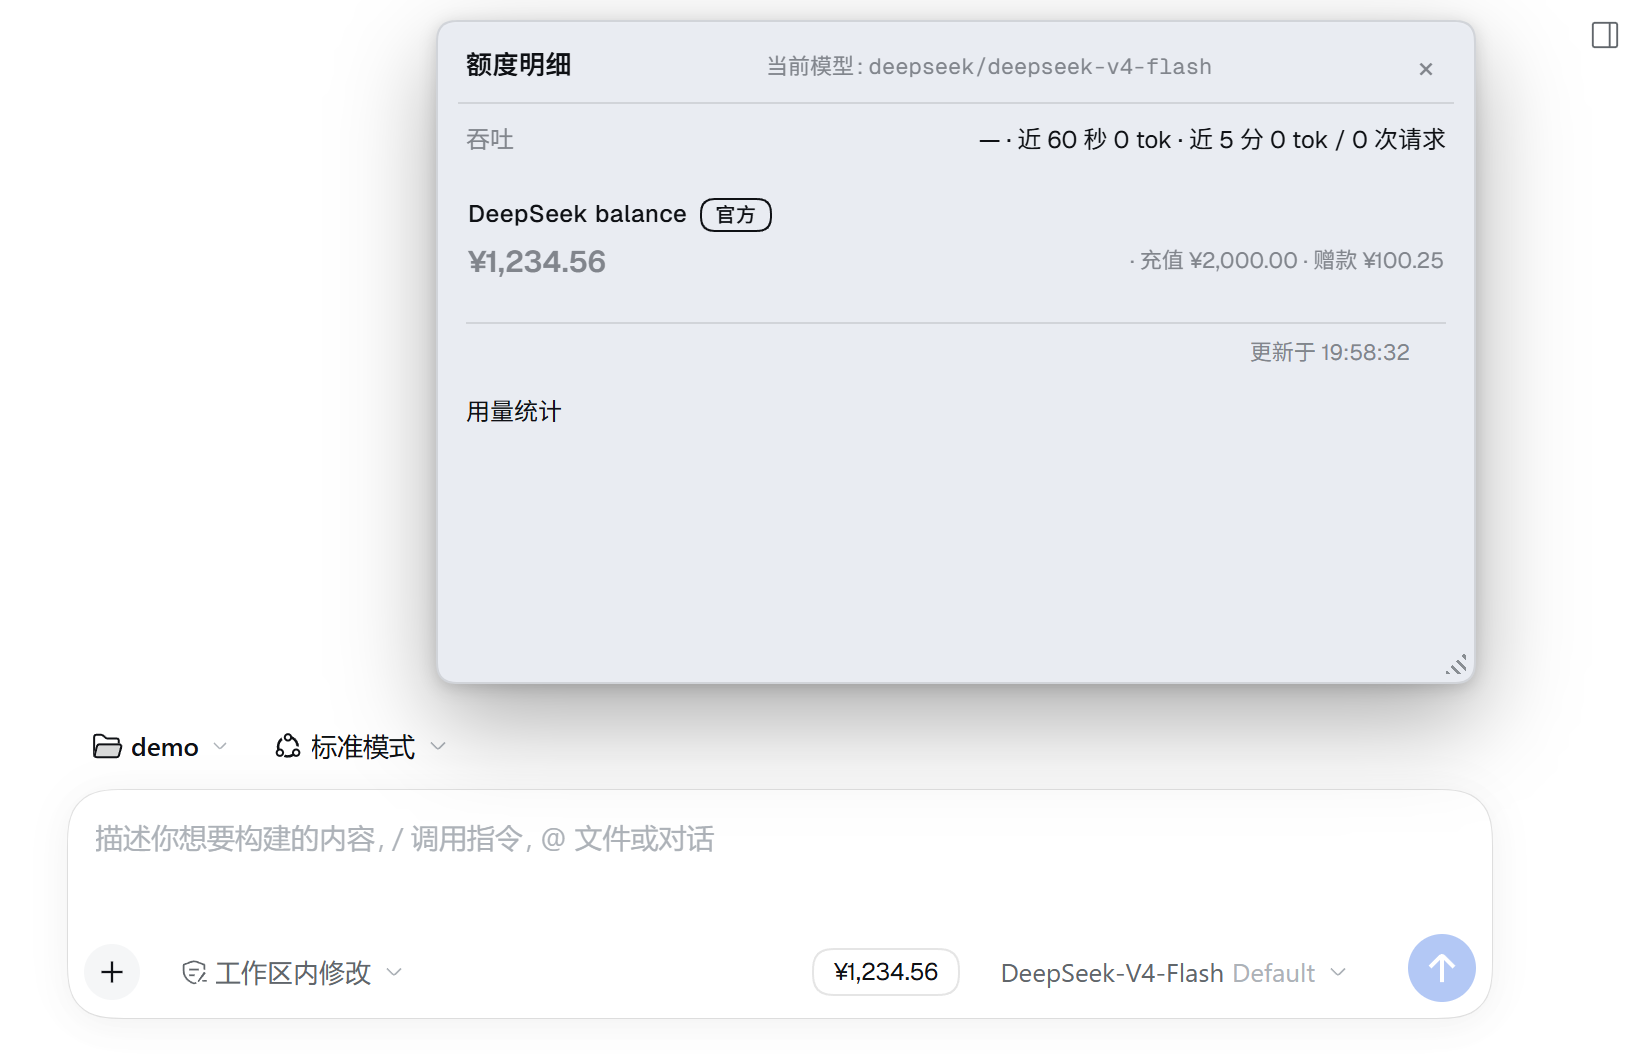 额度明细 当前模型: deepseek/deepseek-v4-flash ×
吞吐 — · 近 60 秒 0 tok · 近 5 分 0 tok / 0 次请求
DeepSeek balance 官方
¥1,234.56 · 充值 ¥2,000.00 · 赠款 ¥100.25
更新于 19:58:32
用量统计
demo 标准模式
描述你想要构建的内容, / 调用指令, @ 文件或对话
工作区内修改 ¥1,234.56 DeepSeek-V4-Flash Default